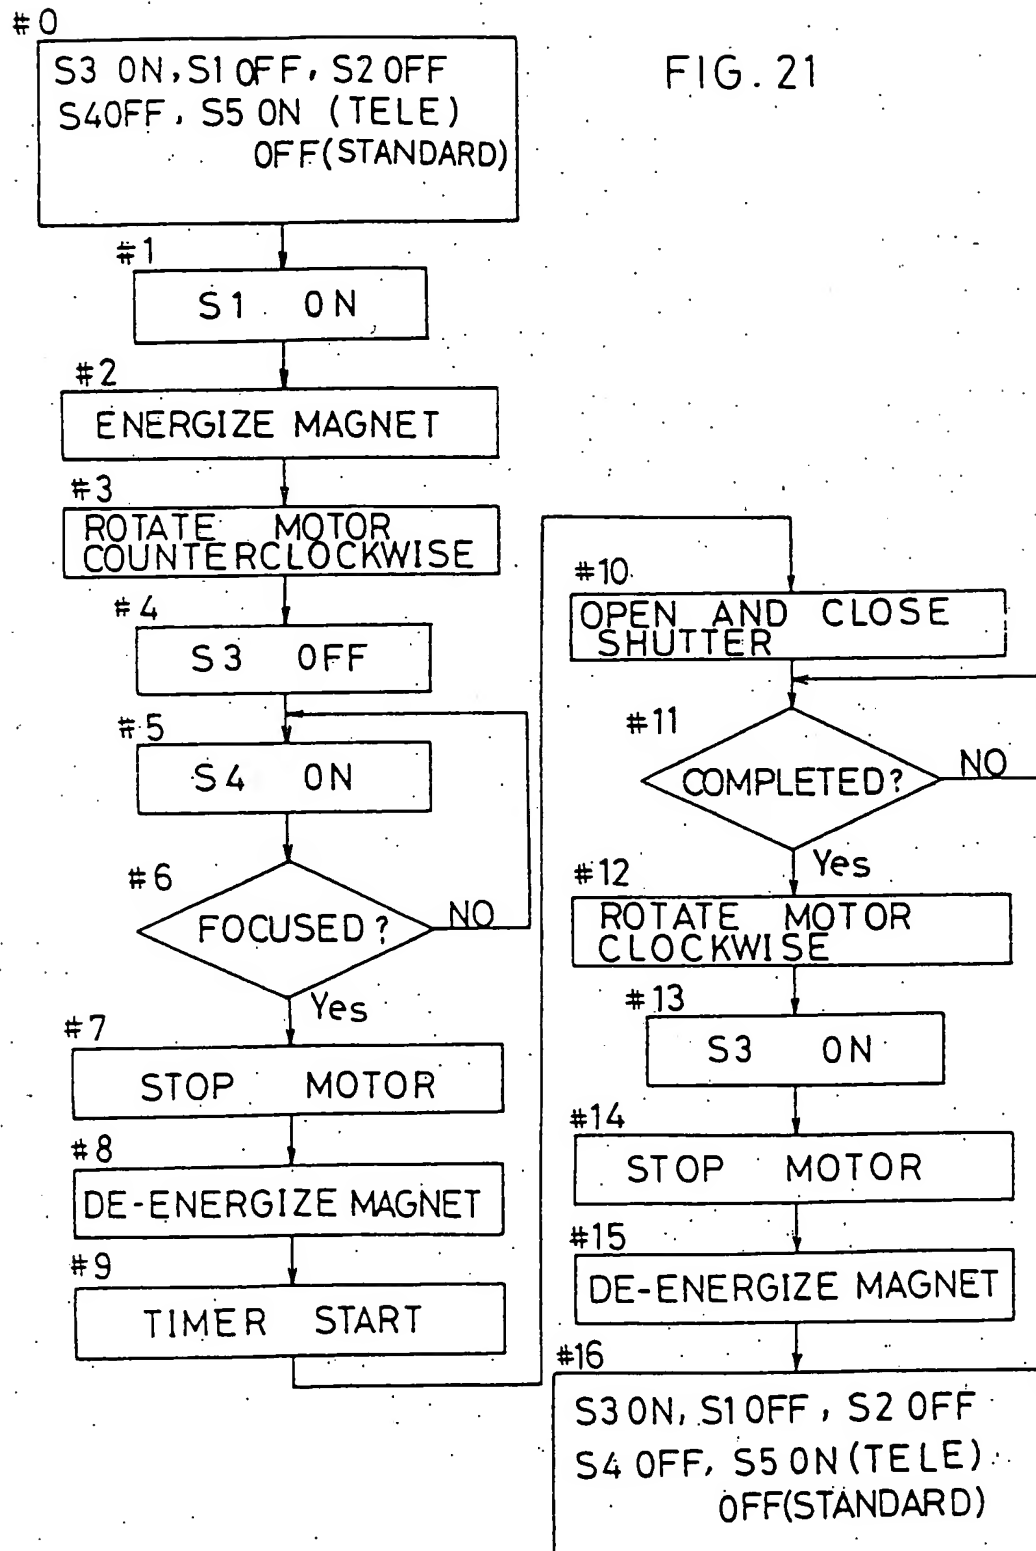 #0
S3 ON, S1 OFF, S2 OFF
S4 OFF, S5 ON (TELE)
OFF(STANDARD)
FIG. 21
#1
S1 ON
#2
ENERGIZE MAGNET
#3
ROTATE MOTOR
COUNTERCLOCKWISE
#4
S3 OFF
#5
S4 ON
#6
FOCUSED?
NO
Yes
#7
STOP MOTOR
#8
DE-ENERGIZE MAGNET
#9
TIMER START
#10
OPEN AND CLOSE
SHUTTER
#11
COMPLETED?
NO
Yes
#12
ROTATE MOTOR
CLOCKWISE
#13
S3 ON
#14
STOP MOTOR
#15
DE-ENERGIZE MAGNET
#16
S3 ON, S1 OFF, S2 OFF
S4 OFF, S5 ON (TELE)
OFF(STANDARD)